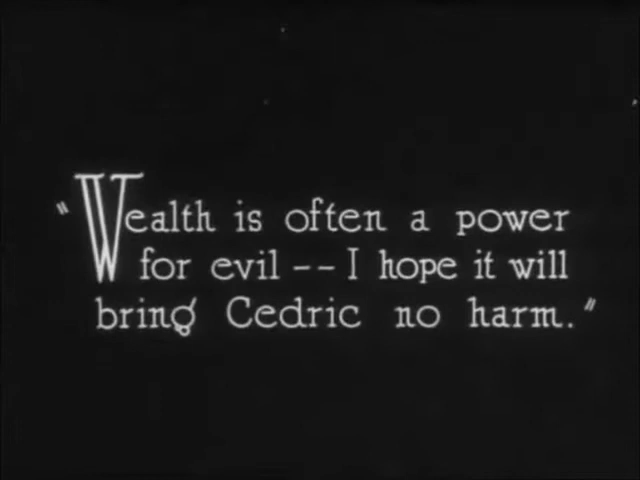 "Wealth is often a power
for evil -- I hope it will
bring Cedric no harm."